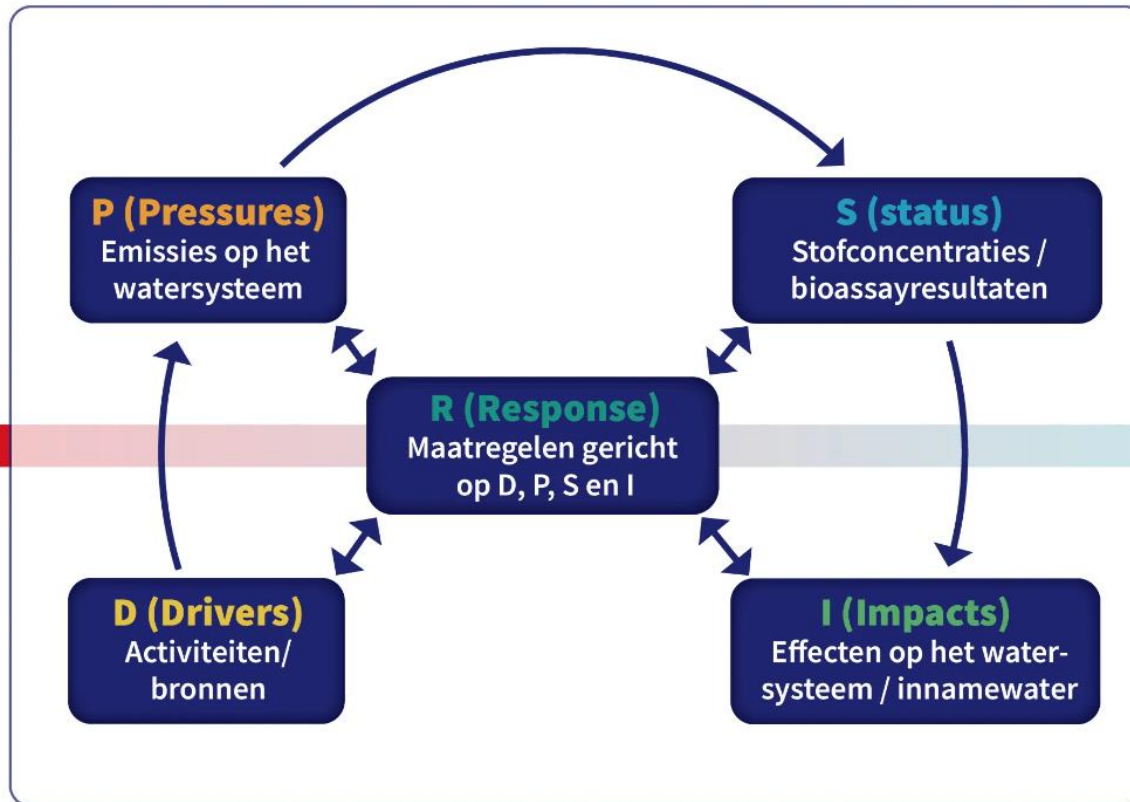 P (Pressures)
Emissies op het
watersysteem
S (status)
Stofconcentraties /
bioassayresultaten
R (Response)
Maatregelen gericht
op D, P, S en I
D (Drivers)
Activiteiten/
bronnen
I (Impacts)
Effecten op het water-
systeem / innamewater